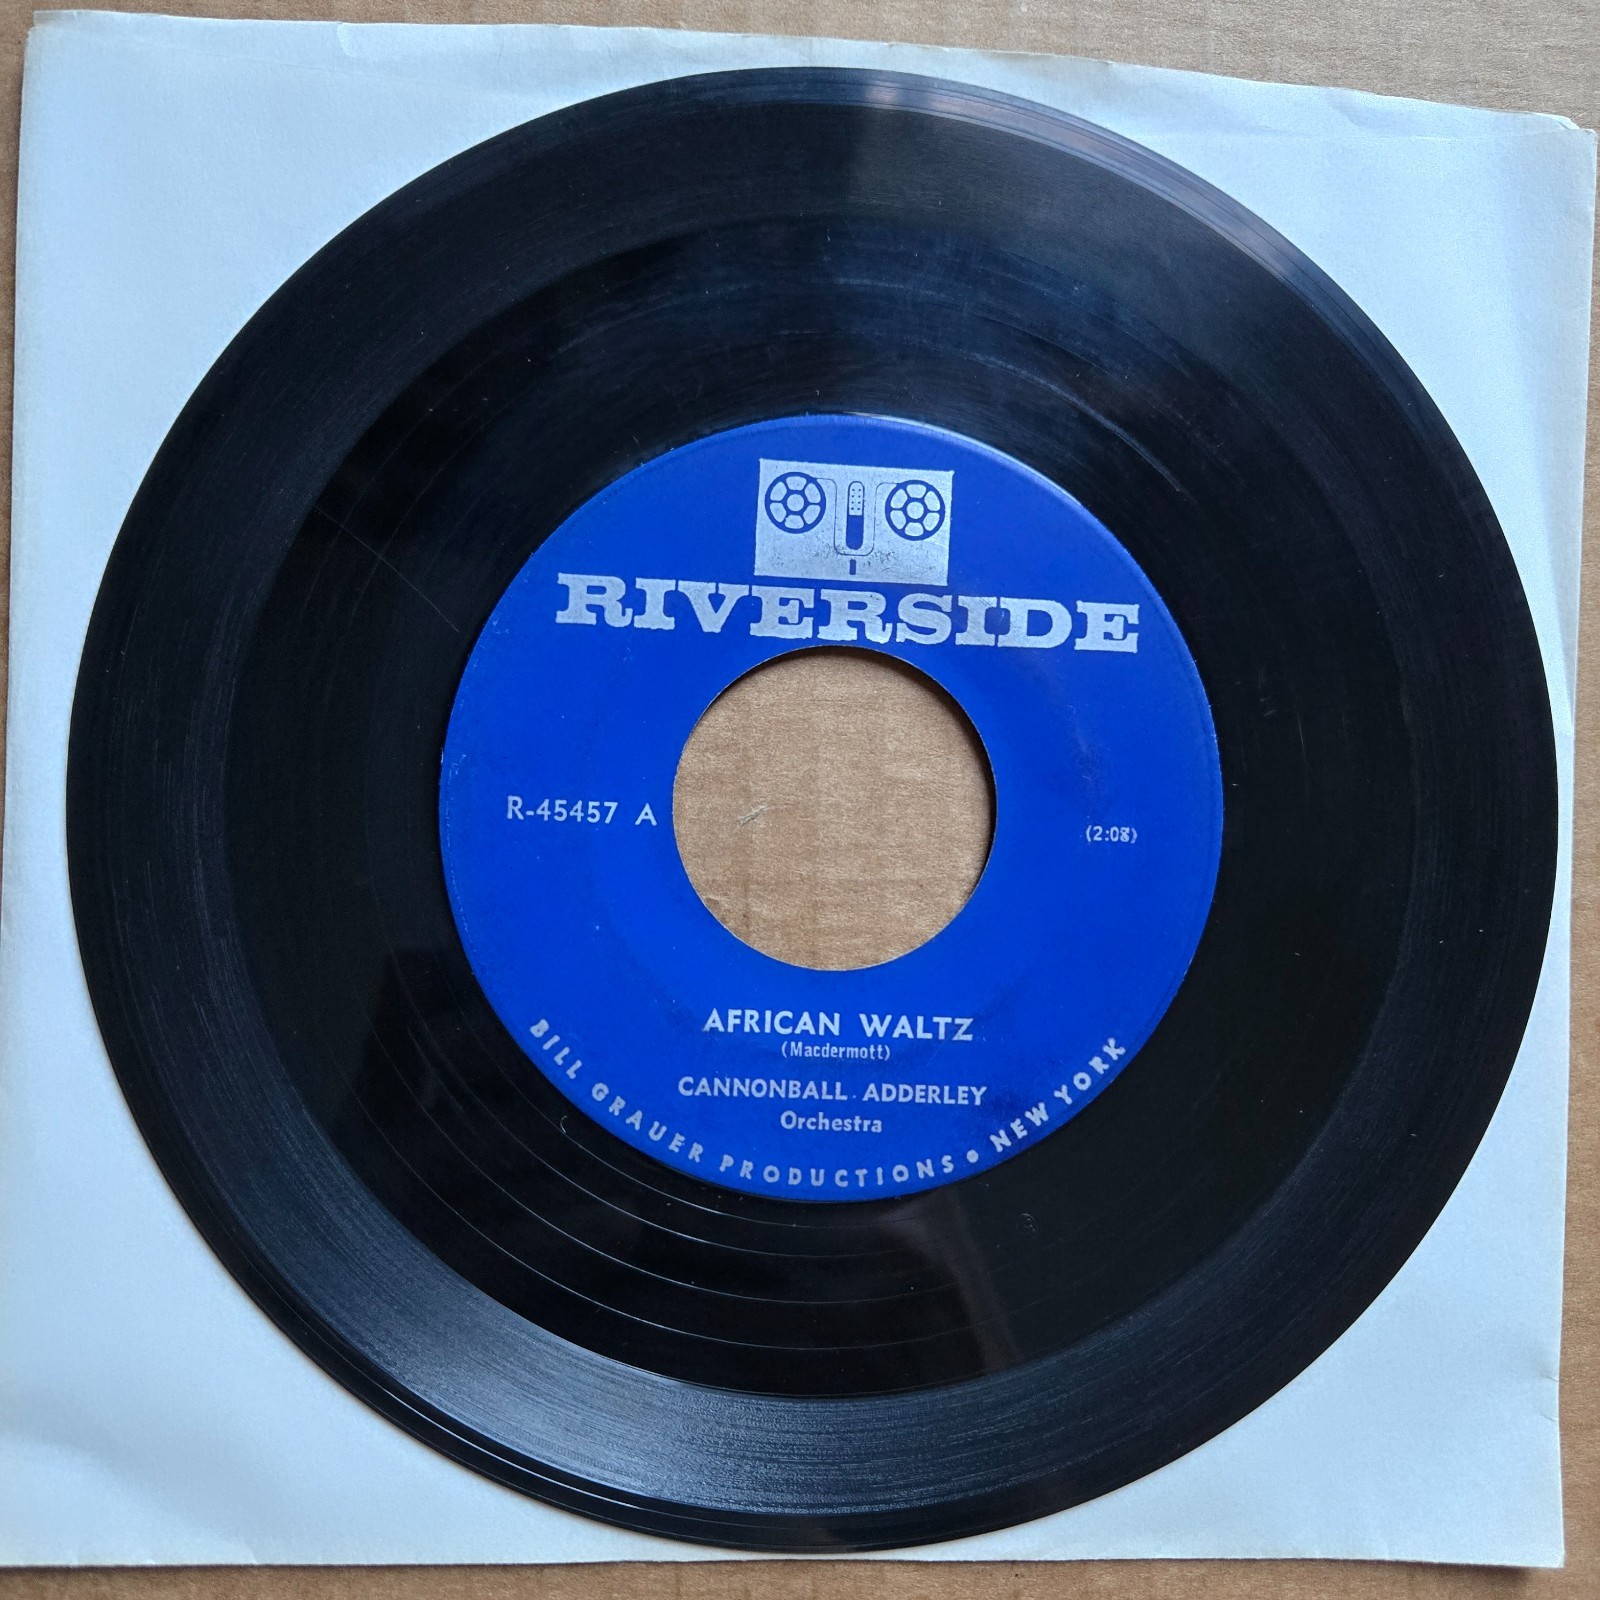 RIVERSIDE
R-45457 A
(2:08)
AFRICAN WALTZ
(Macdermott)
CANNONBALL ADDERLEY
Orchestra
BILL GRAUER PRODUCTIONS • NEW YORK